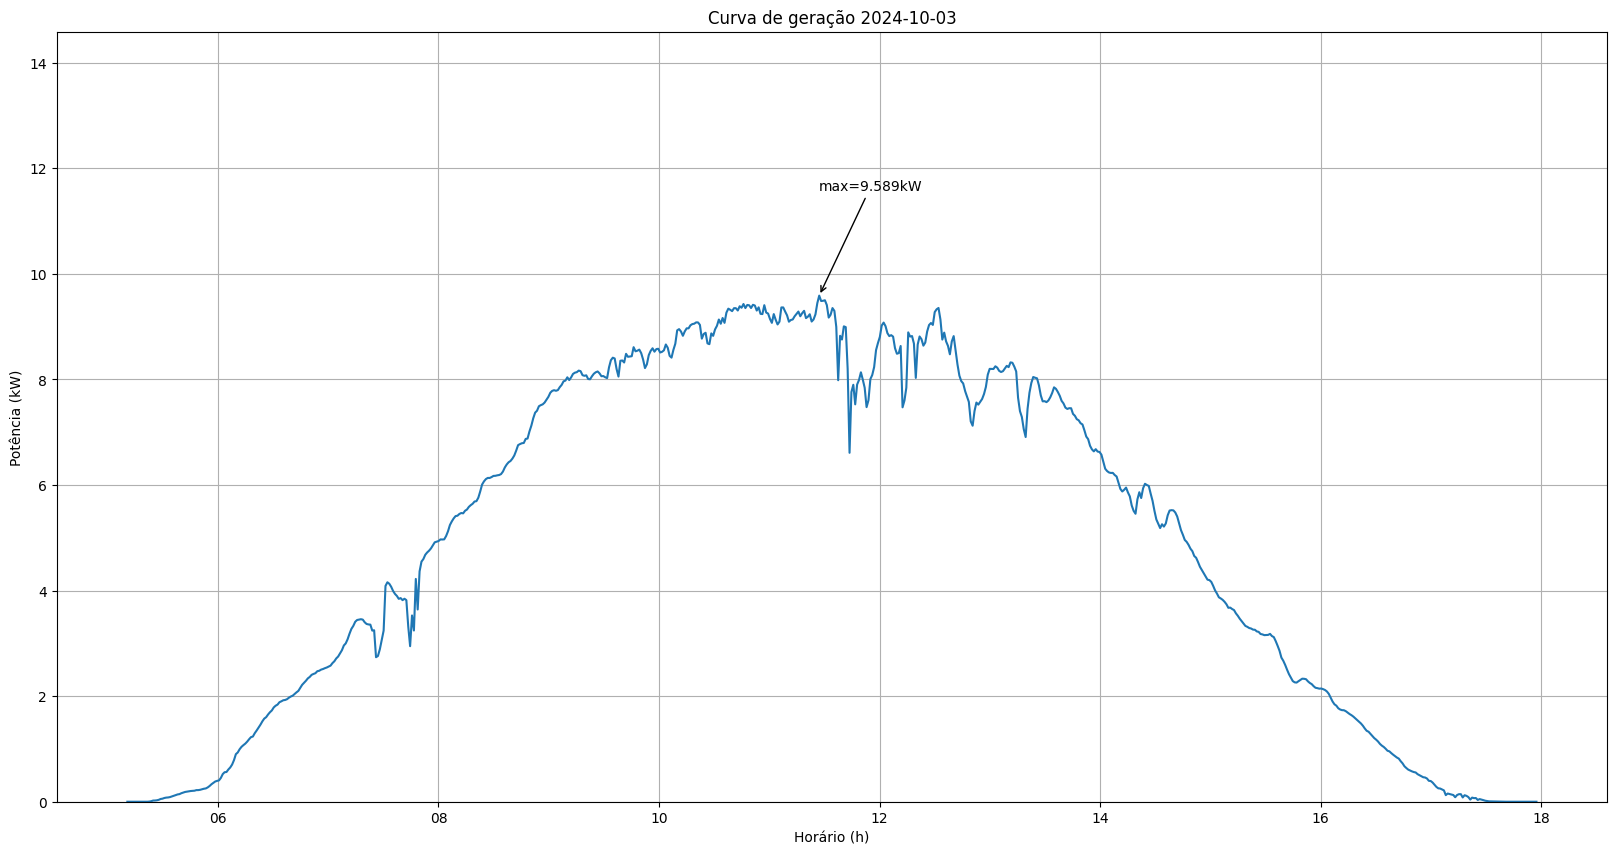 Curva de geração 2024-10-03
14
12
max=9.589kW
10
8
6
4
2
0
Potência (kW)
06 08 10 12 14 16 18
Horário (h)